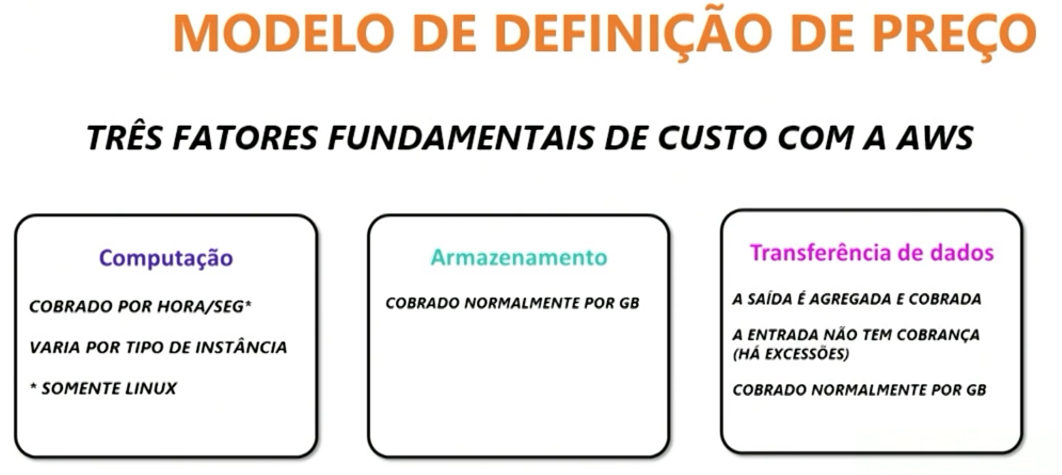 MODELO DE DEFINIÇÃO DE PREÇO
TRÊS FATORES FUNDAMENTAIS DE CUSTO COM A AWS
Computação
COBRADO POR HORA/SEG*
VARIA POR TIPO DE INSTÂNCIA
* SOMENTE LINUX
Armazenamento
COBRADO NORMALMENTE POR GB
Transferência de dados
A SAÍDA É AGREGADA E COBRADA
A ENTRADA NÃO TEM COBRANÇA
(HÁ EXCESSÕES)
COBRADO NORMALMENTE POR GB